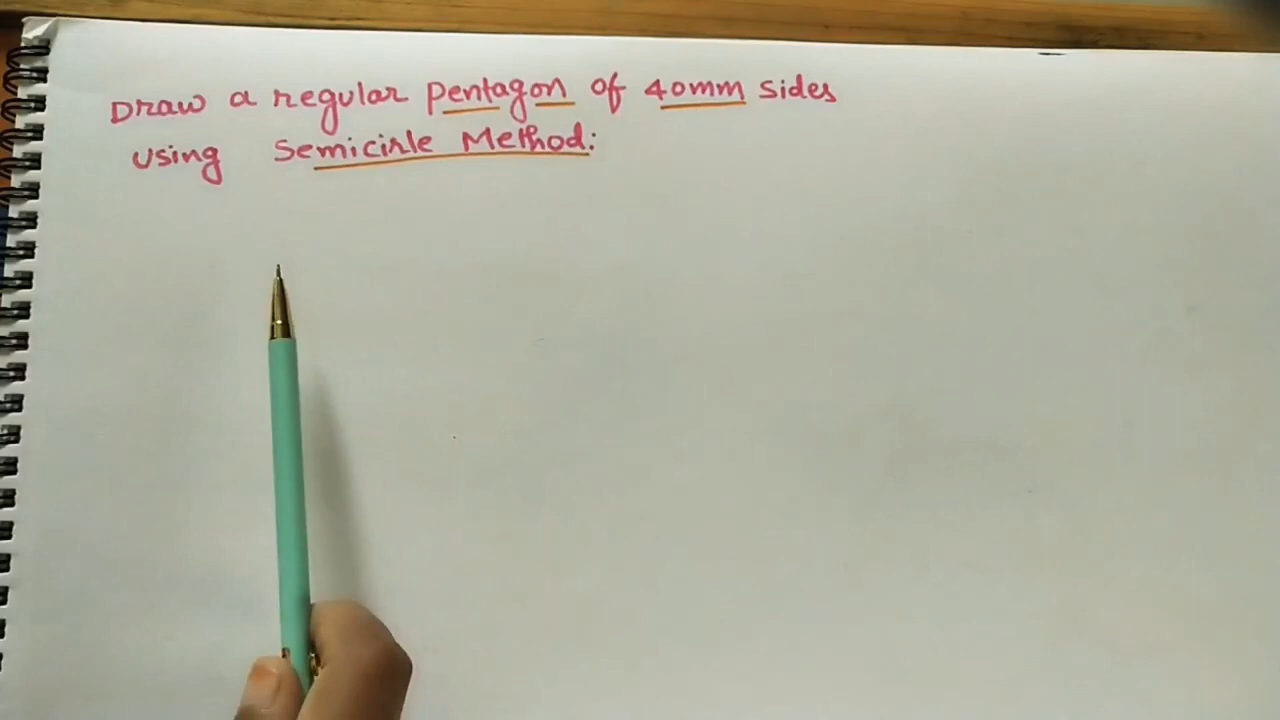 Draw a regular pentagon of 40mm sides
using Semicirle Method: